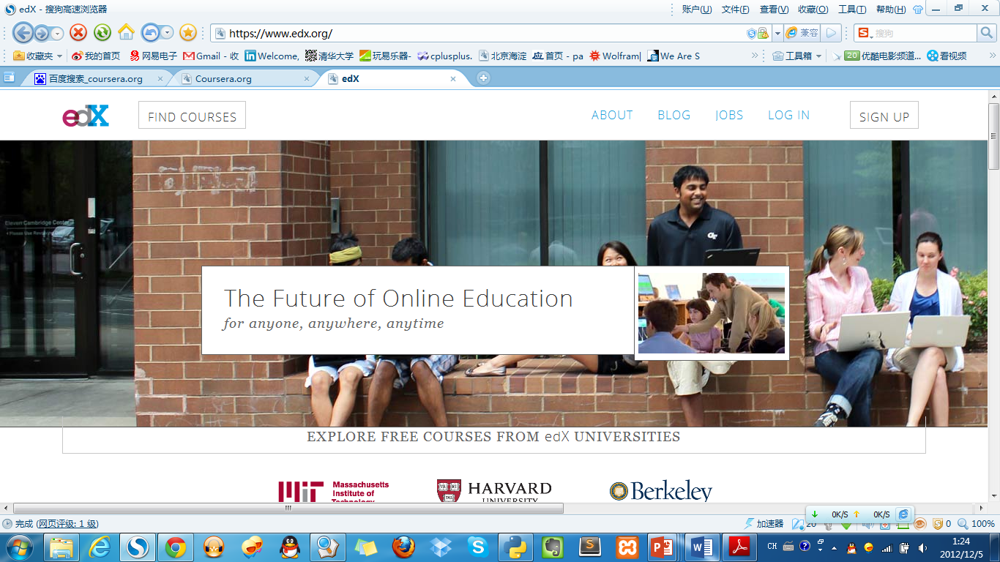 edX - 搜狗高速浏览器
账户(U) 文件(F) 查看(V) 收藏(O) 工具(T) 帮助(H)
https://www.edx.org/
兼容
搜狗
收藏夹 我的首页 网易电子 Gmail - 收 Welcome, 清华大学 玩易乐器- cplusplus. 北京海淀 首页 - pa Wolfram| We Are S » 工具箱 20 优酷电影频道... 看视频 »
百度搜索_coursera.org Coursera.org edX
edX FIND COURSES ABOUT BLOG JOBS LOG IN SIGN UP
Eleven Cambridge Center
GT
The Future of Online Education
for anyone, anywhere, anytime
EXPLORE FREE COURSES FROM edX UNIVERSITIES
MIT Massachusetts
Institute of
Technology
VE RI TAS HARVARD
UNIVERSITY
Berkeley
完成 (网页评级: 1 级)
0K/S 0K/S
加速器 20 0 100%
CH 1:24
2012/12/5